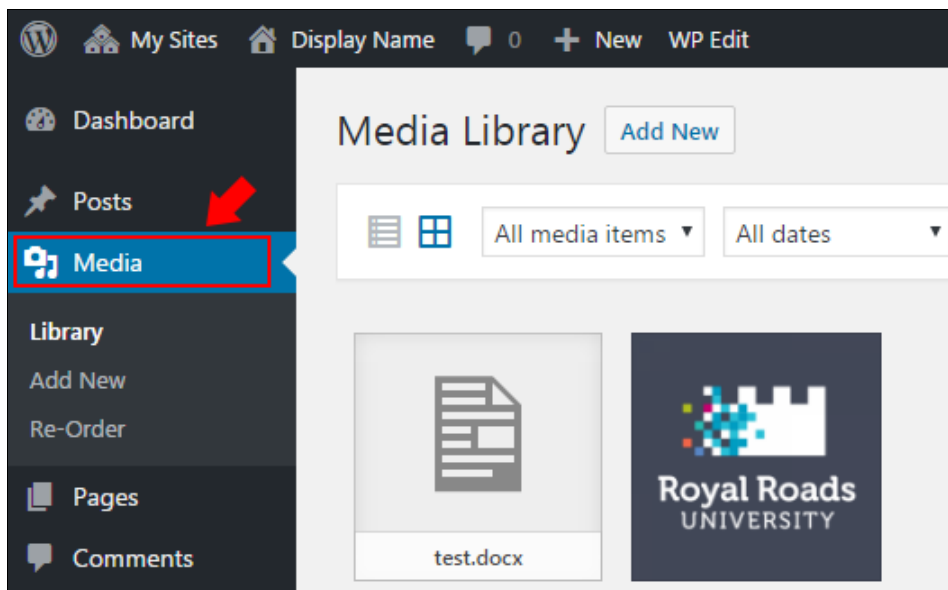 My Sites Display Name 0 New WP Edit
Dashboard
Posts
Media
Library
Add New
Re-Order
Pages
Comments
Media Library Add New
All media items All dates
test.docx
Royal Roads
UNIVERSITY